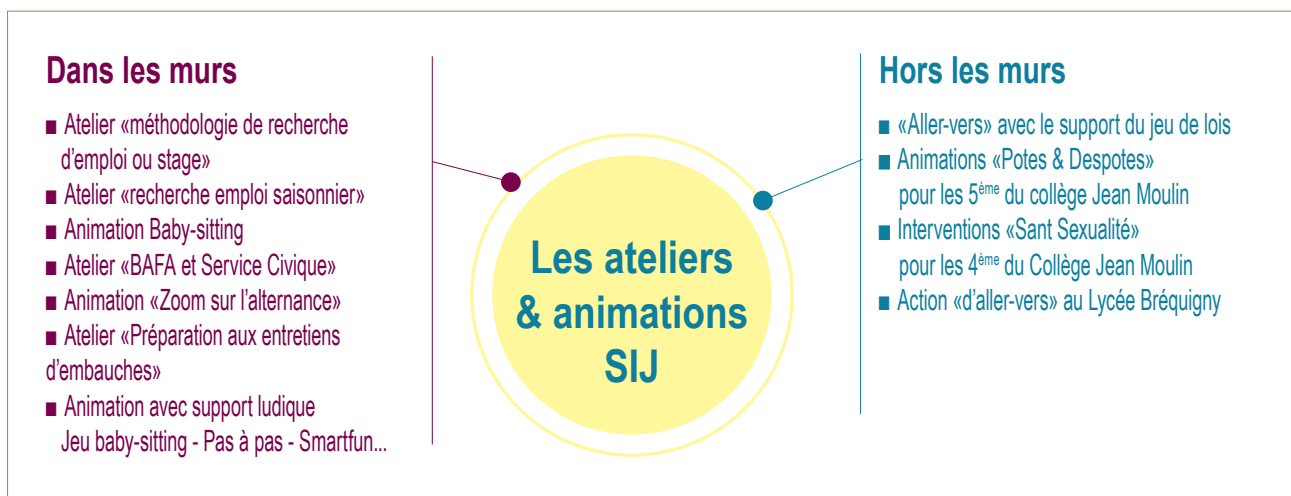 Dans les murs
■ Atelier «méthodologie de recherche
d’emploi ou stage»
■ Atelier «recherche emploi saisonnier»
■ Animation Baby-sitting
■ Atelier «BAFA et Service Civique»
■ Animation «Zoom sur l’alternance»
■ Atelier «Préparation aux entretiens
d’embauches»
■ Animation avec support ludique
Jeu baby-sitting - Pas à pas - Smartfun...
Les ateliers
& animations
SIJ
Hors les murs
■ «Aller-vers» avec le support du jeu de lois
■ Animations «Potes & Despotes»
pour les 5ème du collège Jean Moulin
■ Interventions «Sant Sexualité»
pour les 4ème du Collège Jean Moulin
■ Action «d’aller-vers» au Lycée Bréquigny